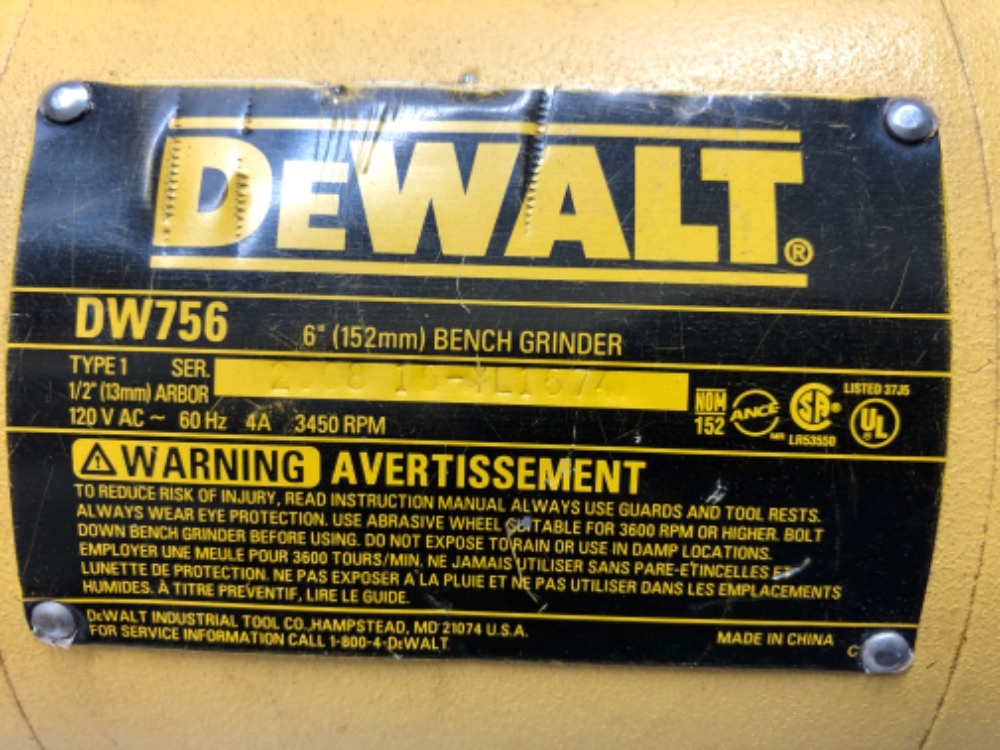 DEWALT®
DW756 6" (152mm) BENCH GRINDER
TYPE 1 SER.
1/2" (13mm) ARBOR
120 V AC ~ 60 Hz 4A 3450 RPM
NOM 152 ANCE MR SA® LR53550 LISTED 37J5 UL
WARNING AVERTISSEMENT
TO REDUCE RISK OF INJURY, READ INSTRUCTION MANUAL ALWAYS USE GUARDS AND TOOL RESTS.
ALWAYS WEAR EYE PROTECTION. USE ABRASIVE WHEEL SUITABLE FOR 3600 RPM OR HIGHER. BOLT
DOWN BENCH GRINDER BEFORE USING. DO NOT EXPOSE TO RAIN OR USE IN DAMP LOCATIONS.
EMPLOYER UNE MEULE POUR 3600 TOURS/MIN, NE JAMAIS UTILISER SANS PARE-ETINCELLES ET
LUNETTE DE PROTECTION. NE PAS EXPOSER A LA PLUIE ET NE PAS UTILISER DANS LES EMPLACEMENTS
HUMIDES. À TITRE PREVENTIF, LIRE LE GUIDE.
DEWALT INDUSTRIAL TOOL CO., HAMPSTEAD, MD 21074 U.S.A.
FOR SERVICE INFORMATION CALL 1-800-4-DEWALT
MADE IN CHINA